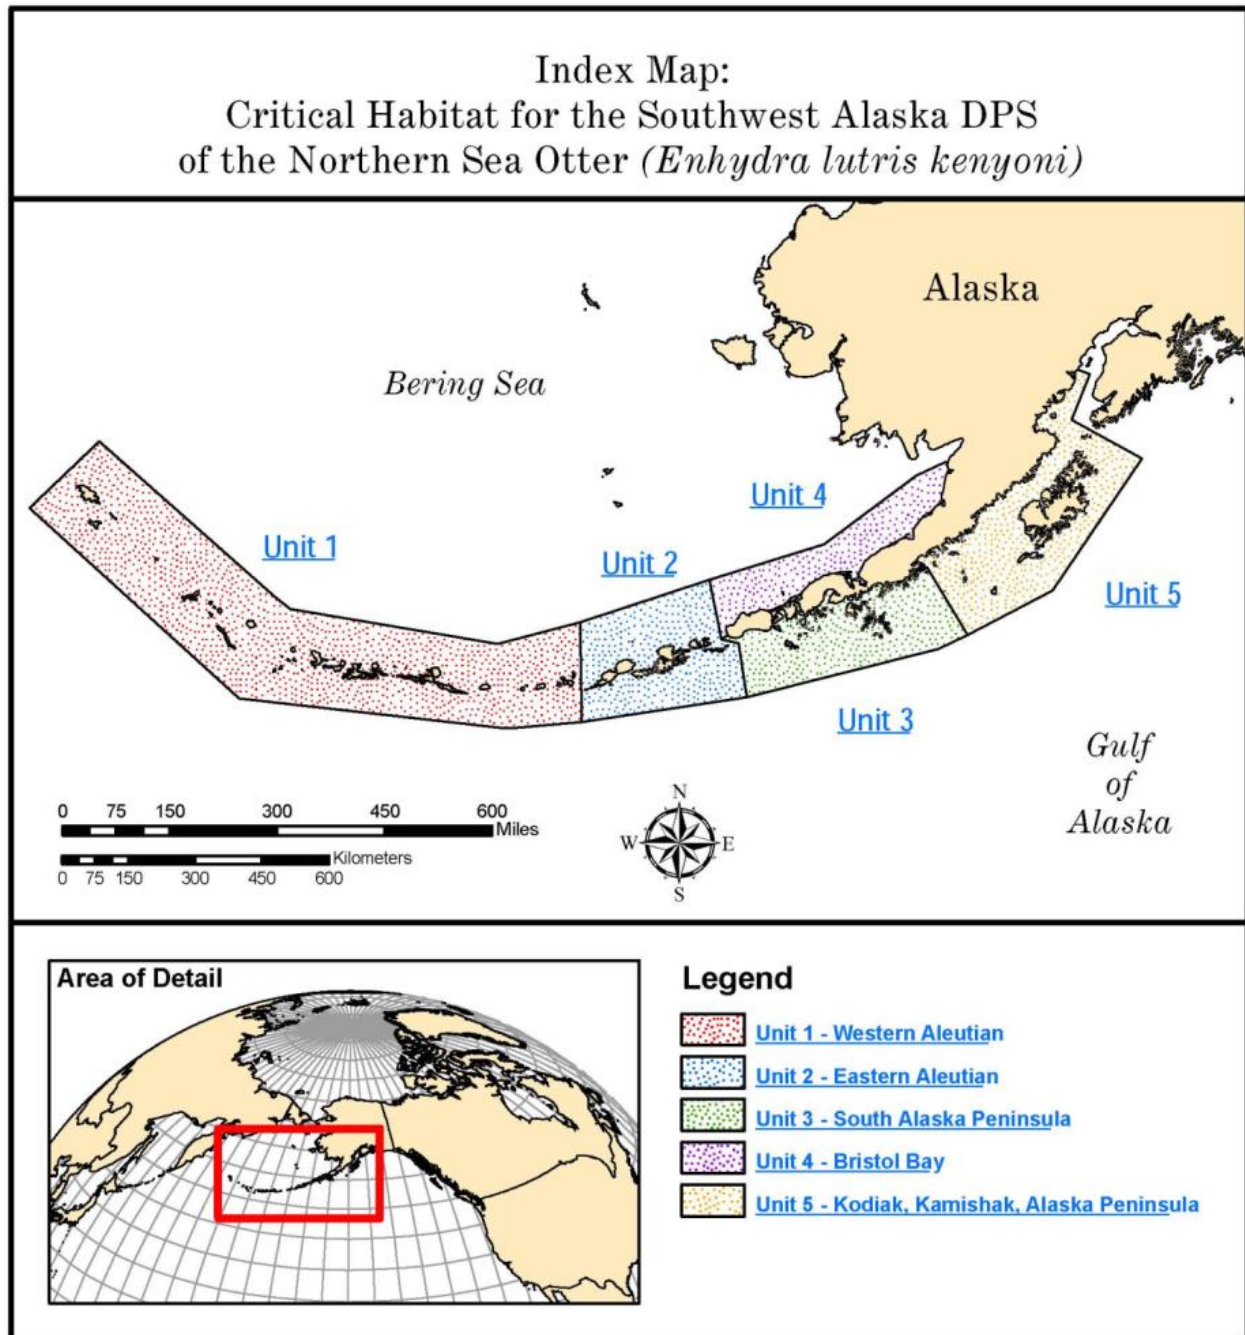 Index Map:
Critical Habitat for the Southwest Alaska DPS
of the Northern Sea Otter (Enhydra lutris kenyoni)
Alaska
Bering Sea
Unit 4
Unit 1
Unit 2
Unit 5
Unit 3
Gulf
of
Alaska
0 75 150 300 450 600
Miles
Kilometers
0 75 150 300 450 600
N
W E
S
Area of Detail
Legend
Unit 1 - Western Aleutian
Unit 2 - Eastern Aleutian
Unit 3 - South Alaska Peninsula
Unit 4 - Bristol Bay
Unit 5 - Kodiak, Kamishak, Alaska Peninsula